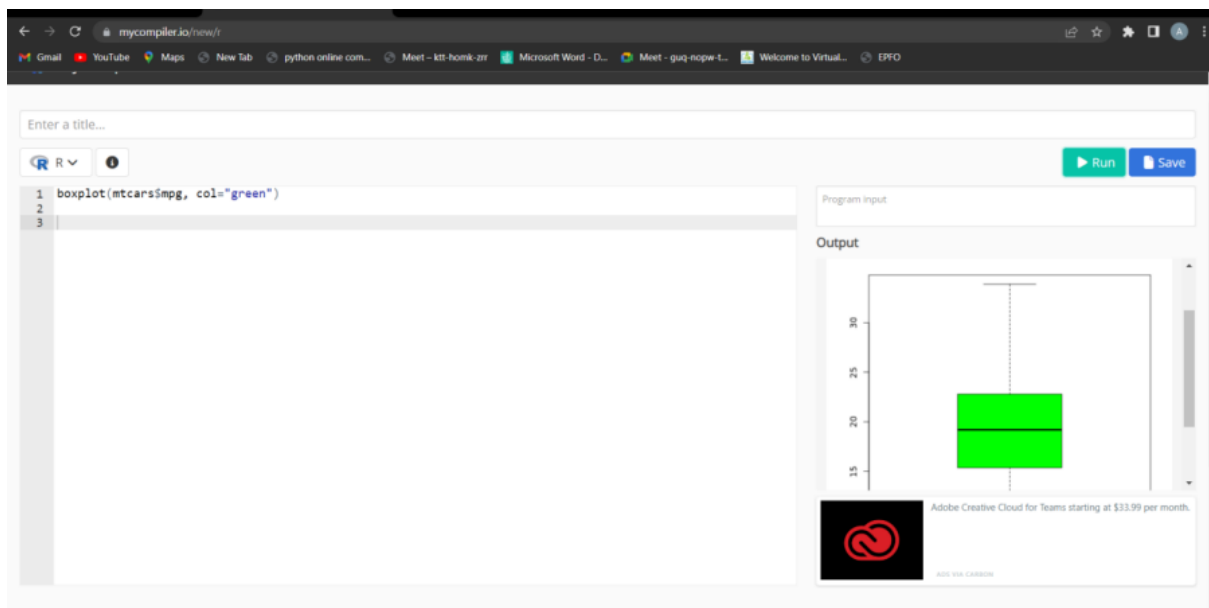 mycompiler.io/new/r
A
Gmail YouTube Maps New Tab python online com... Meet – ktt-homk-zrr Microsoft Word - D... Meet - guq-nopw-t... Welcome to Virtual... EPFO
Enter a title...
R R
Run Save
1 boxplot(mtcars$mpg, col="green")
2
3
Program input
Output
30
25
20
15
Adobe Creative Cloud for Teams starting at $33.99 per month.
ADS VIA CARBON